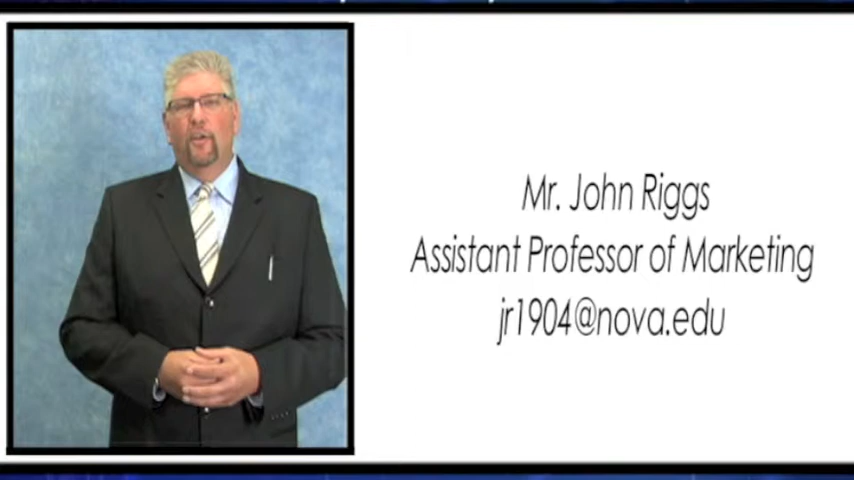 Mr. John Riggs
Assistant Professor of Marketing
jr1904@nova.edu